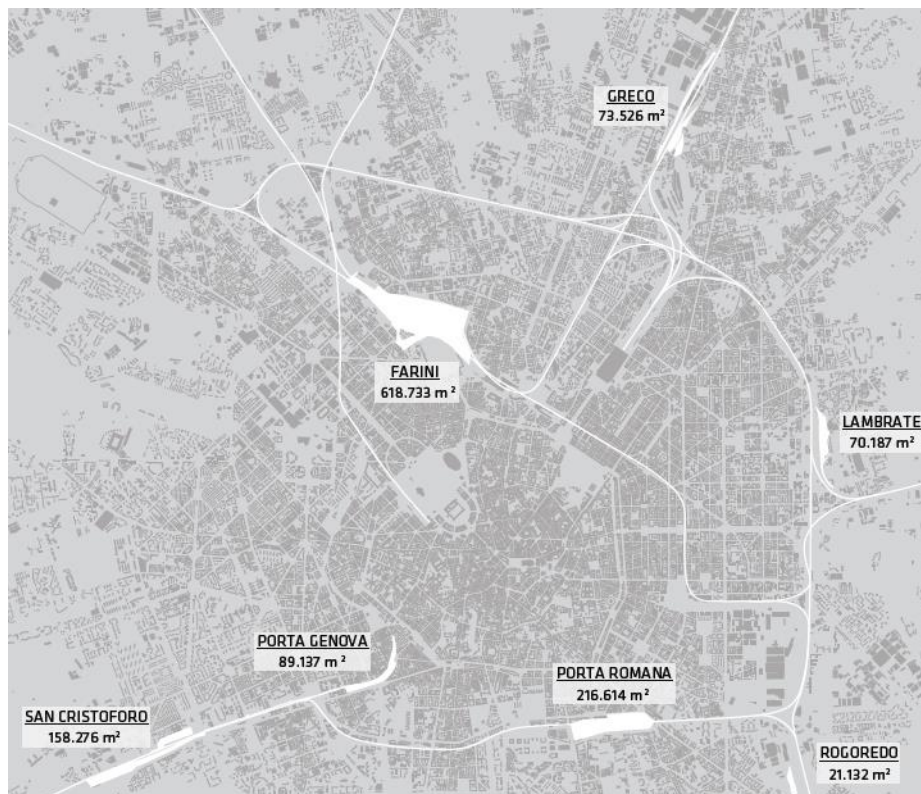 GRECO
73.526 m²
FARINI
618.733 m²
LAMBRATE
70.187 m²
PORTA GENOVA
89.137 m²
PORTA ROMANA
216.614 m²
SAN CRISTOFORO
158.276 m²
ROGOREDO
21.132 m²